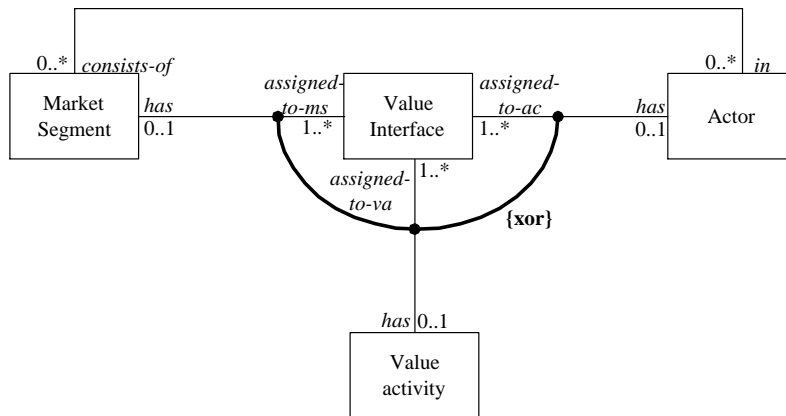 0..*
consists-of
0..*
in
Market
Segment
has
0..1
assigned-
to-ms
1..*
Value
Interface
assigned-
to-ac
1..*
has
0..1
Actor
assigned-
to-va
1..*
{xor}
has
0..1
Value
activity